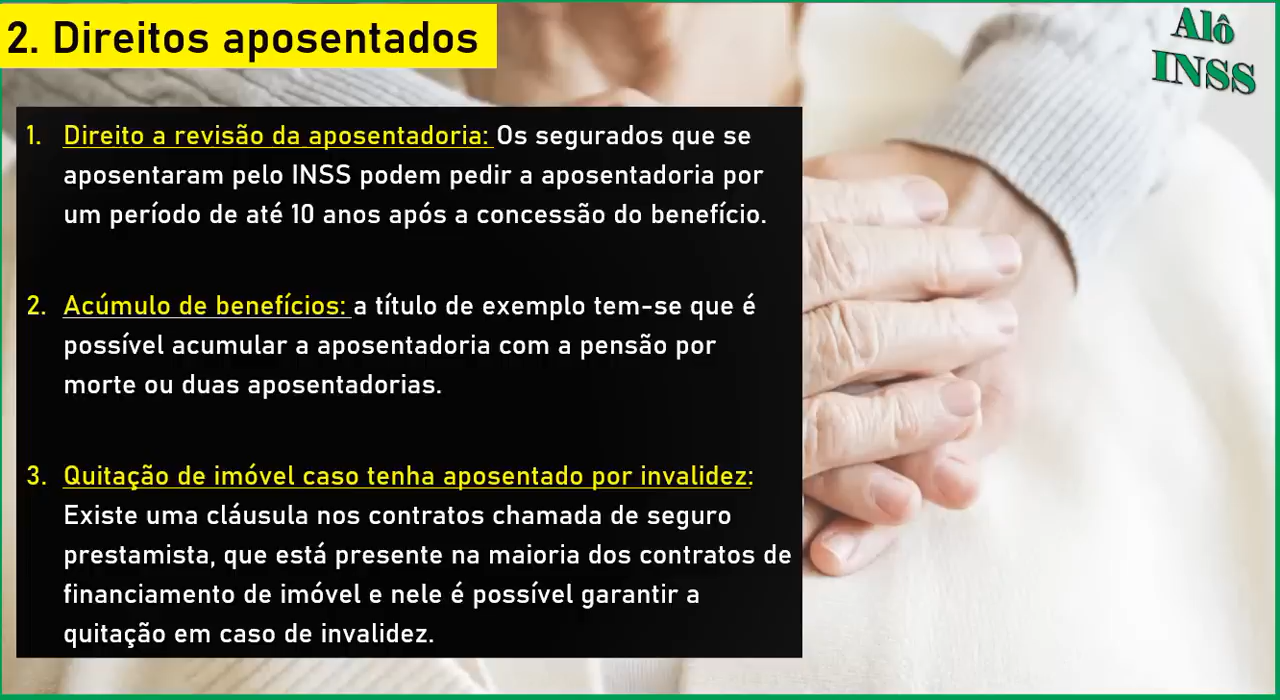 2. Direitos aposentados
Alô
INSS
1. Direito a revisão da aposentadoria: Os segurados que se
aposentaram pelo INSS podem pedir a aposentadoria por
um período de até 10 anos após a concessão do benefício.
2. Acúmulo de benefícios: a título de exemplo tem-se que é
possível acumular a aposentadoria com a pensão por
morte ou duas aposentadorias.
3. Quitação de imóvel caso tenha aposentado por invalidez:
Existe uma cláusula nos contratos chamada de seguro
prestamista, que está presente na maioria dos contratos de
financiamento de imóvel e nele é possível garantir a
quitação em caso de invalidez.